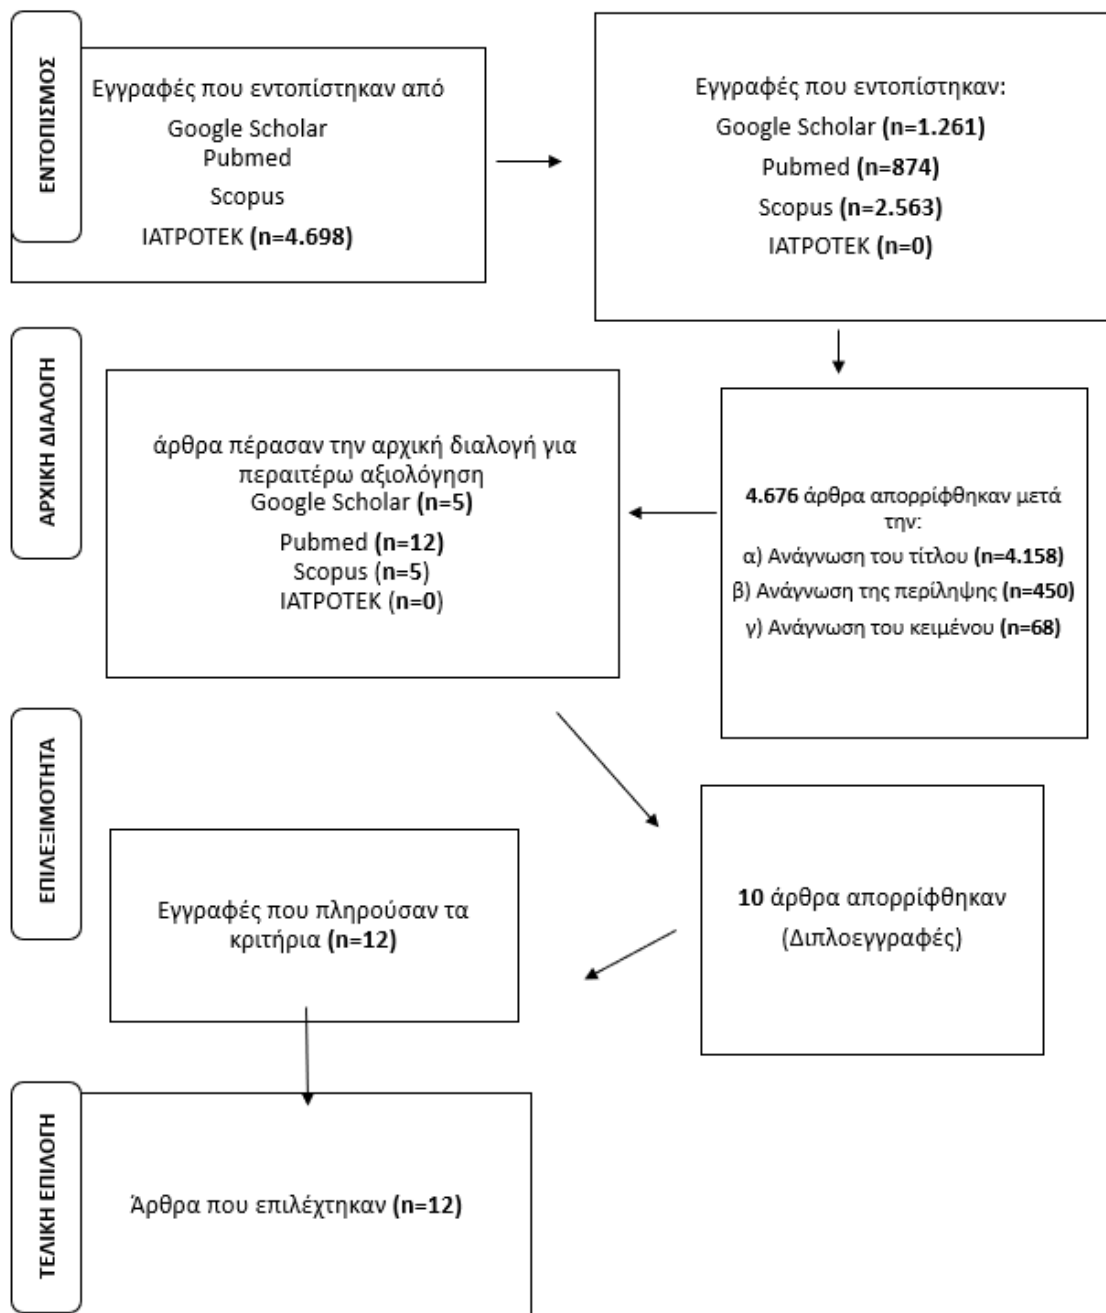 ΕΝΤΟΠΙΣΜΟΣ
Εγγραφές που εντοπίστηκαν από
Google Scholar
Pubmed
Scopus
ΙΑΤΡΟΤΕΚ (n=4.698)
Εγγραφές που εντοπίστηκαν:
Google Scholar (n=1.261)
Pubmed (n=874)
Scopus (n=2.563)
ΙΑΤΡΟΤΕΚ (n=0)
ΑΡΧΙΚΗ ΔΙΑΛΟΓΗ
άρθρα πέρασαν την αρχική διαλογή για
περαιτέρω αξιολόγηση
Google Scholar (n=5)
Pubmed (n=12)
Scopus (n=5)
ΙΑΤΡΟΤΕΚ (n=0)
4.676 άρθρα απορρίφθηκαν μετά
την:
α) Ανάγνωση του τίτλου (n=4.158)
β) Ανάγνωση της περίληψης (n=450)
γ) Ανάγνωση του κειμένου (n=68)
ΕΠΙΛΕΞΙΜΟΤΗΤΑ
Εγγραφές που πληρούσαν τα
κριτήρια (n=12)
10 άρθρα απορρίφθηκαν
(Διπλοεγγραφές)
ΤΕΛΙΚΗ ΕΠΙΛΟΓΗ
Άρθρα που επιλέχτηκαν (n=12)